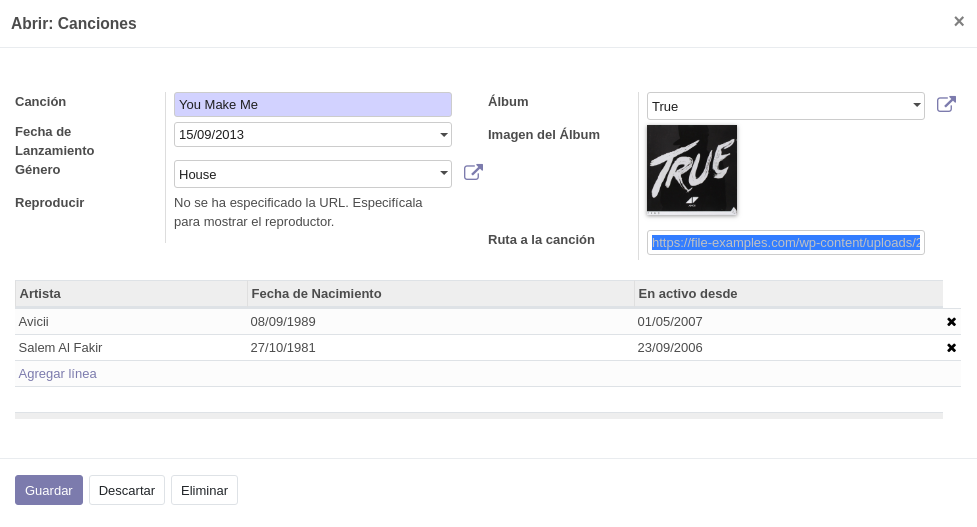 Abrir: Canciones
×
Canción
You Make Me
Fecha de
Lanzamiento
15/09/2013
Género
House
Reproducir
No se ha especificado la URL. Especifícala
para mostrar el reproductor.
Álbum
True
Imagen del Álbum
TRUE
Ruta a la canción
https://file-examples.com/wp-content/uploads/2
Artista Fecha de Nacimiento En activo desde
Avicii 08/09/1989 01/05/2007 ✖
Salem Al Fakir 27/10/1981 23/09/2006 ✖
Agregar línea
Guardar Descartar Eliminar